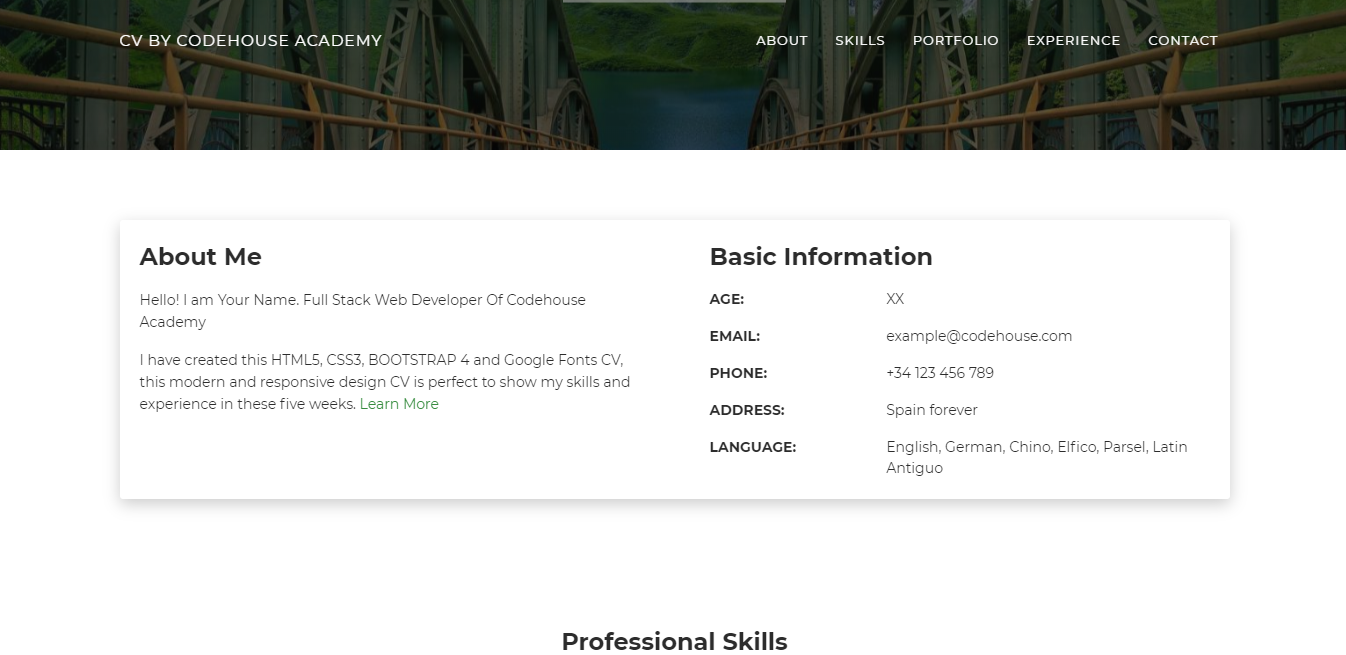 CV BY CODEHOUSE ACADEMY
ABOUT SKILLS PORTFOLIO EXPERIENCE CONTACT
About Me
Hello! I am Your Name. Full Stack Web Developer Of Codehouse
Academy
I have created this HTML5, CSS3, BOOTSTRAP 4 and Google Fonts CV,
this modern and responsive design CV is perfect to show my skills and
experience in these five weeks. Learn More
Basic Information
AGE: XX
EMAIL: example@codehouse.com
PHONE: +34 123 456 789
ADDRESS: Spain forever
LANGUAGE: English, German, Chino, Elfico, Parsel, Latin
Antiguo
Professional Skills